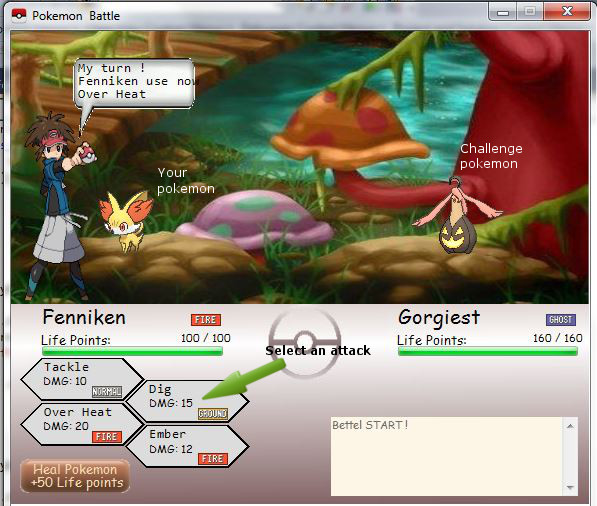 Pokemon Battle
My turn !
Fenniken use now
Over Heat
Your
pokemon
Challenge
pokemon
Fenniken FIRE
Life Points: 100 / 100
Gorgiest GHOST
Life Points: 160 / 160
Select an attack
Tackle
DMG: 10
NORMAL
Dig
DMG: 15
GROUND
Over Heat
DMG: 20
FIRE
Ember
DMG: 12
FIRE
Heal Pokemon
+50 Life points
Bettel START !